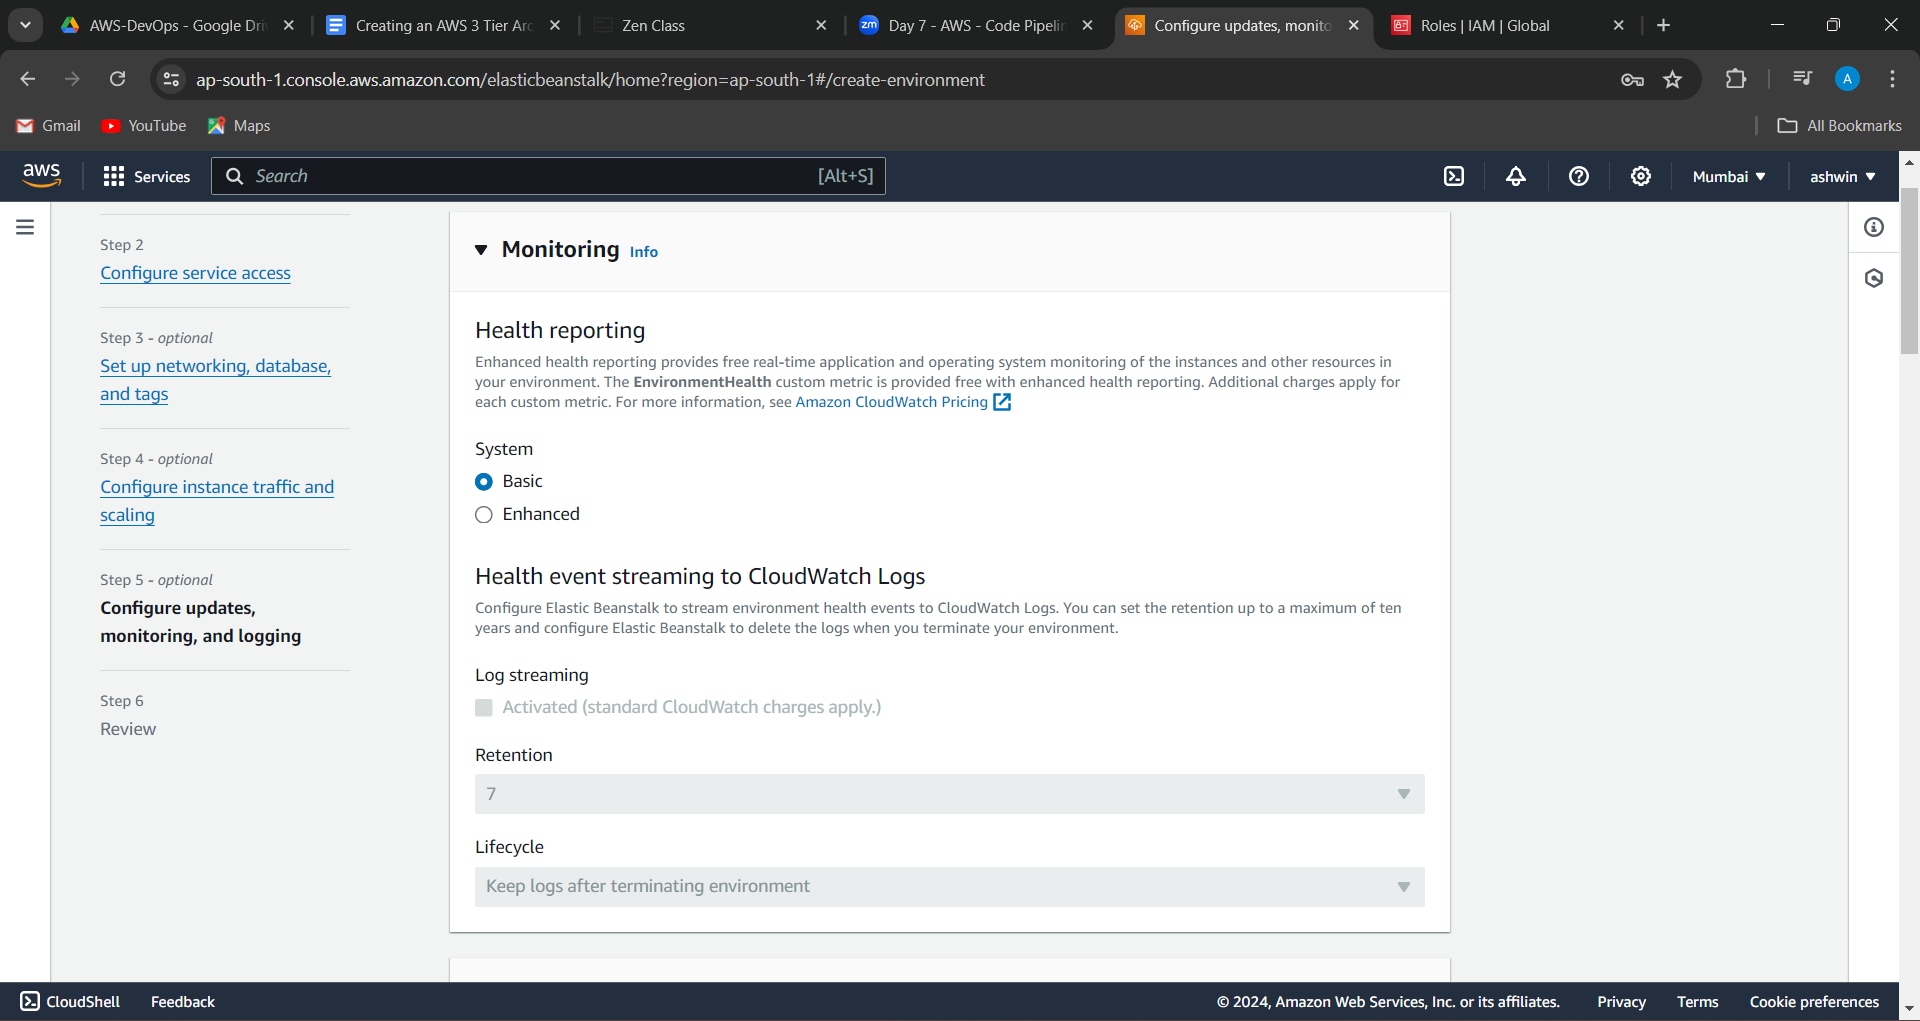 AWS-DevOps - Google Dri
Creating an AWS 3 Tier Arc
Zen Class
zm
Day 7 - AWS - Code Pipelin
Configure updates, monito
Roles | IAM | Global
ap-south-1.console.aws.amazon.com/elasticbeanstalk/home?region=ap-south-1#/create-environment
A
Gmail
YouTube
Maps
All Bookmarks
aws
Services
Search
[Alt+S]
Mumbai
ashwin
Step 2
Configure service access
Step 3 - optional
Set up networking, database,
and tags
Step 4 - optional
Configure instance traffic and
scaling
Step 5 - optional
Configure updates,
monitoring, and logging
Step 6
Review
Monitoring Info
Health reporting
Enhanced health reporting provides free real-time application and operating system monitoring of the instances and other resources in
your environment. The EnvironmentHealth custom metric is provided free with enhanced health reporting. Additional charges apply for
each custom metric. For more information, see Amazon CloudWatch Pricing
System
Basic
Enhanced
Health event streaming to CloudWatch Logs
Configure Elastic Beanstalk to stream environment health events to CloudWatch Logs. You can set the retention up to a maximum of ten
years and configure Elastic Beanstalk to delete the logs when you terminate your environment.
Log streaming
Activated (standard CloudWatch charges apply.)
Retention
7
Lifecycle
Keep logs after terminating environment
CloudShell
Feedback
© 2024, Amazon Web Services, Inc. or its affiliates.
Privacy
Terms
Cookie preferences